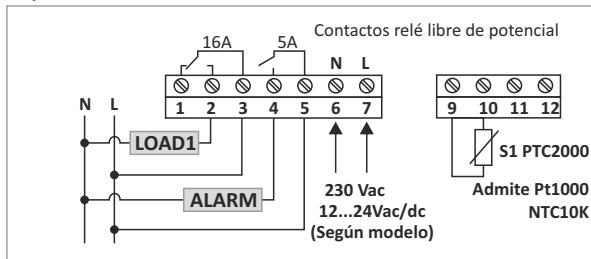 Contactos relé libre de potencial
16A 5A
N L
N L
1 2 3 4 5 6 7
9 10 11 12
LOAD1
S1 PTC2000
ALARM
230 Vac
12...24Vac/dc
(Según modelo)
Admite Pt1000
NTC10K